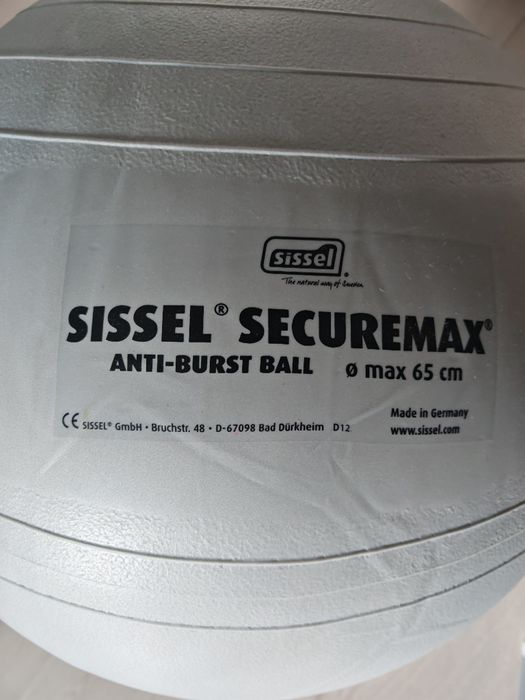 sissel®
The natural way of Sweden
SISSEL® SECUREMAX®
ANTI-BURST BALL ø max 65 cm
CE SISSEL® GmbH • Bruchstr. 48 • D-67098 Bad Dürkheim D12
Made in Germany
www.sissel.com